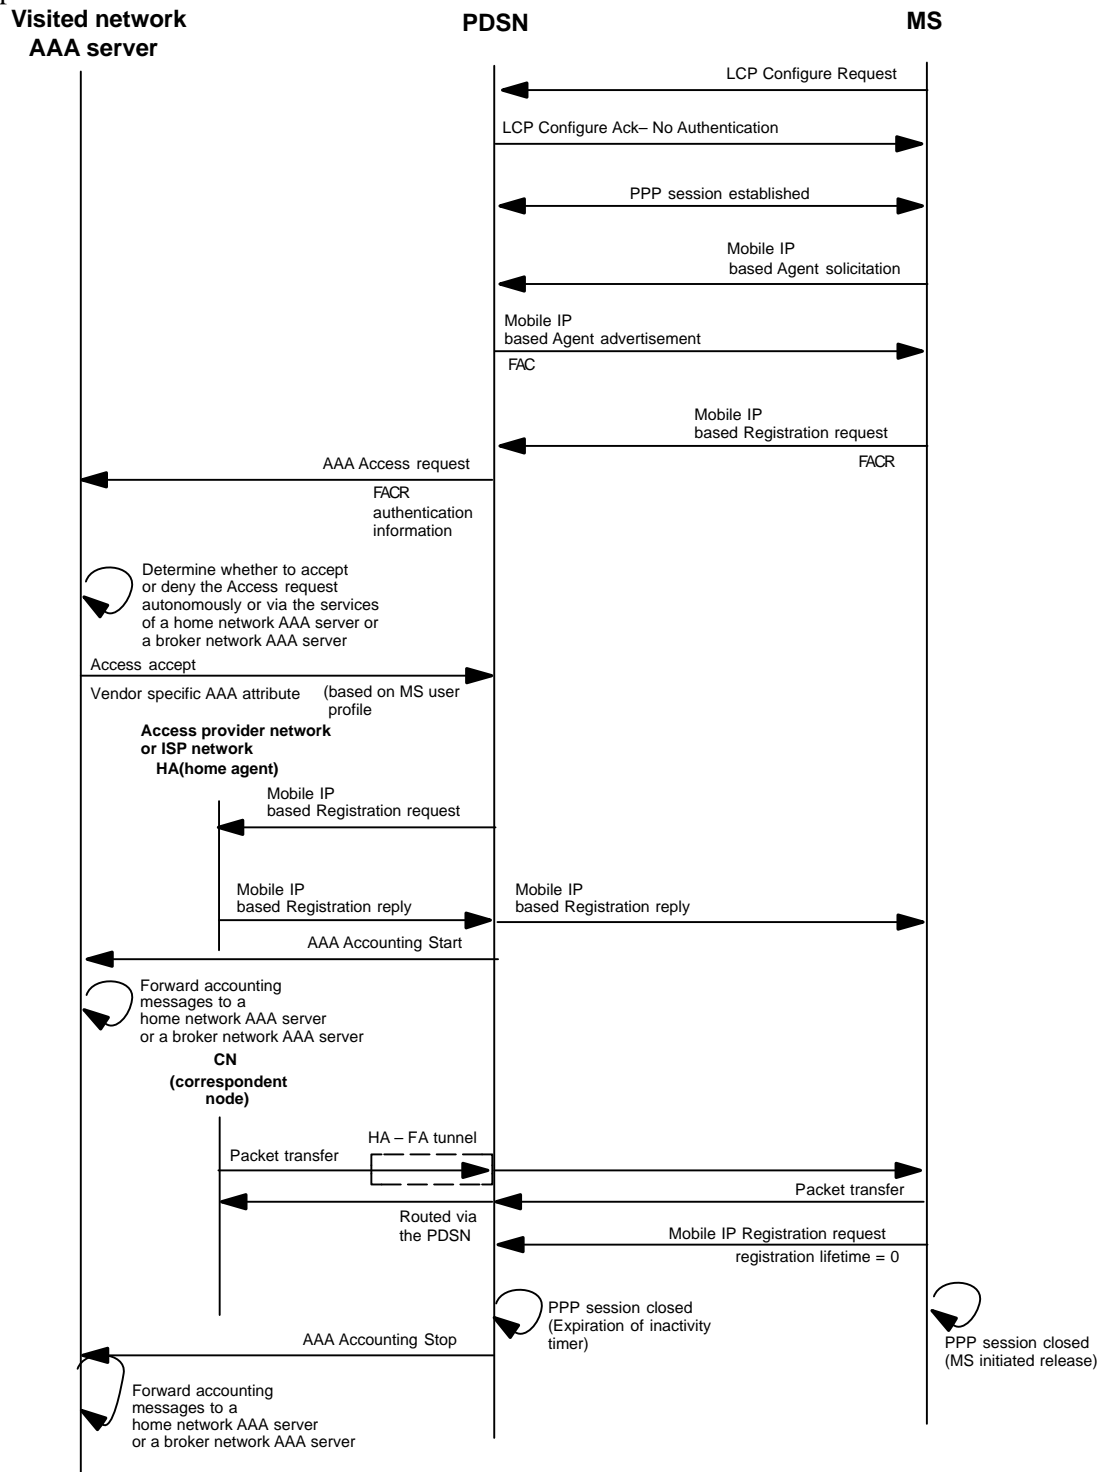 Visited network
AAA server
PDSN
MS
LCP Configure Request
LCP Configure Ack– No Authentication
PPP session established
Mobile IP
based Agent solicitation
Mobile IP
based Agent advertisement
FAC
Mobile IP
based Registration request
FACR
AAA Access request
FACR
authentication
information
Determine whether to accept
or deny the Access request
autonomously or via the services
of a home network AAA server or
a broker network AAA server
Access accept
Vendor specific AAA attribute (based on MS user
profile
Access provider network
or ISP network
HA(home agent)
Mobile IP
based Registration request
Mobile IP
based Registration reply
Mobile IP
based Registration reply
AAA Accounting Start
Forward accounting
messages to a
home network AAA server
or a broker network AAA server
CN
(correspondent
node)
HA – FA tunnel
Packet transfer
Packet transfer
Routed via
the PDSN
Mobile IP Registration request
registration lifetime = 0
PPP session closed
(Expiration of inactivity
timer)
PPP session closed
(MS initiated release)
AAA Accounting Stop
Forward accounting
messages to a
home network AAA server
or a broker network AAA server